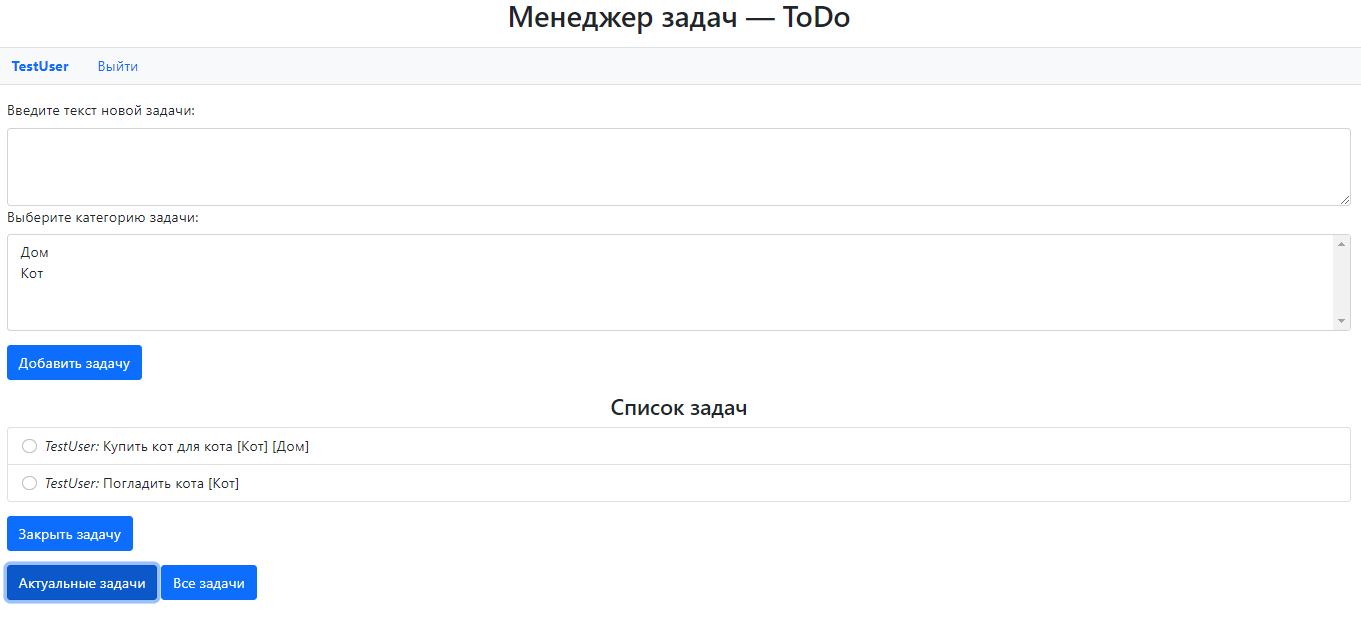 Менеджер задач — ToDo
TestUser Выйти
Введите текст новой задачи:
Выберите категорию задачи:
Дом
Кот
Добавить задачу
Список задач
TestUser: Купить кот для кота [Кот] [Дом]
TestUser: Погладить кота [Кот]
Закрыть задачу
Актуальные задачи Все задачи